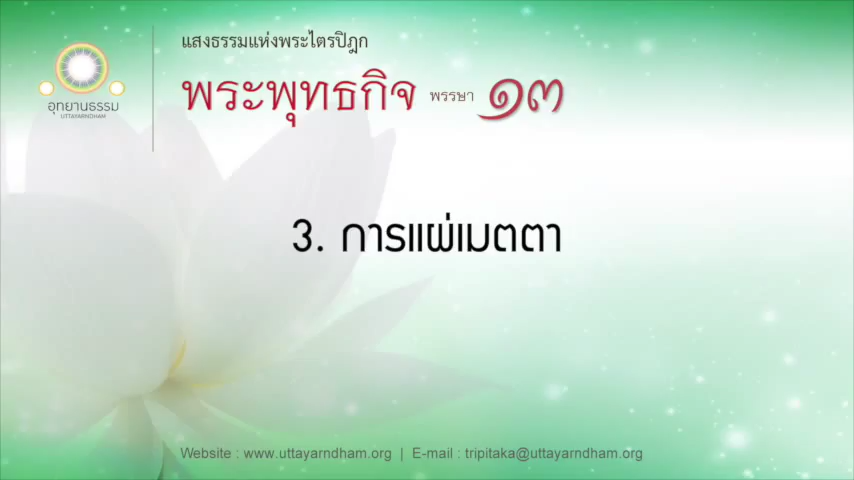 แสงธรรมแห่งพระไตรปิฎก
พระพุทธกิจ พรรษา ๑๓
อุทยานธรรม
UTTAYARNDHAM
3. การแผ่เมตตา
Website : www.uttayarndham.org | E-mail : tripitaka@uttayarndham.org